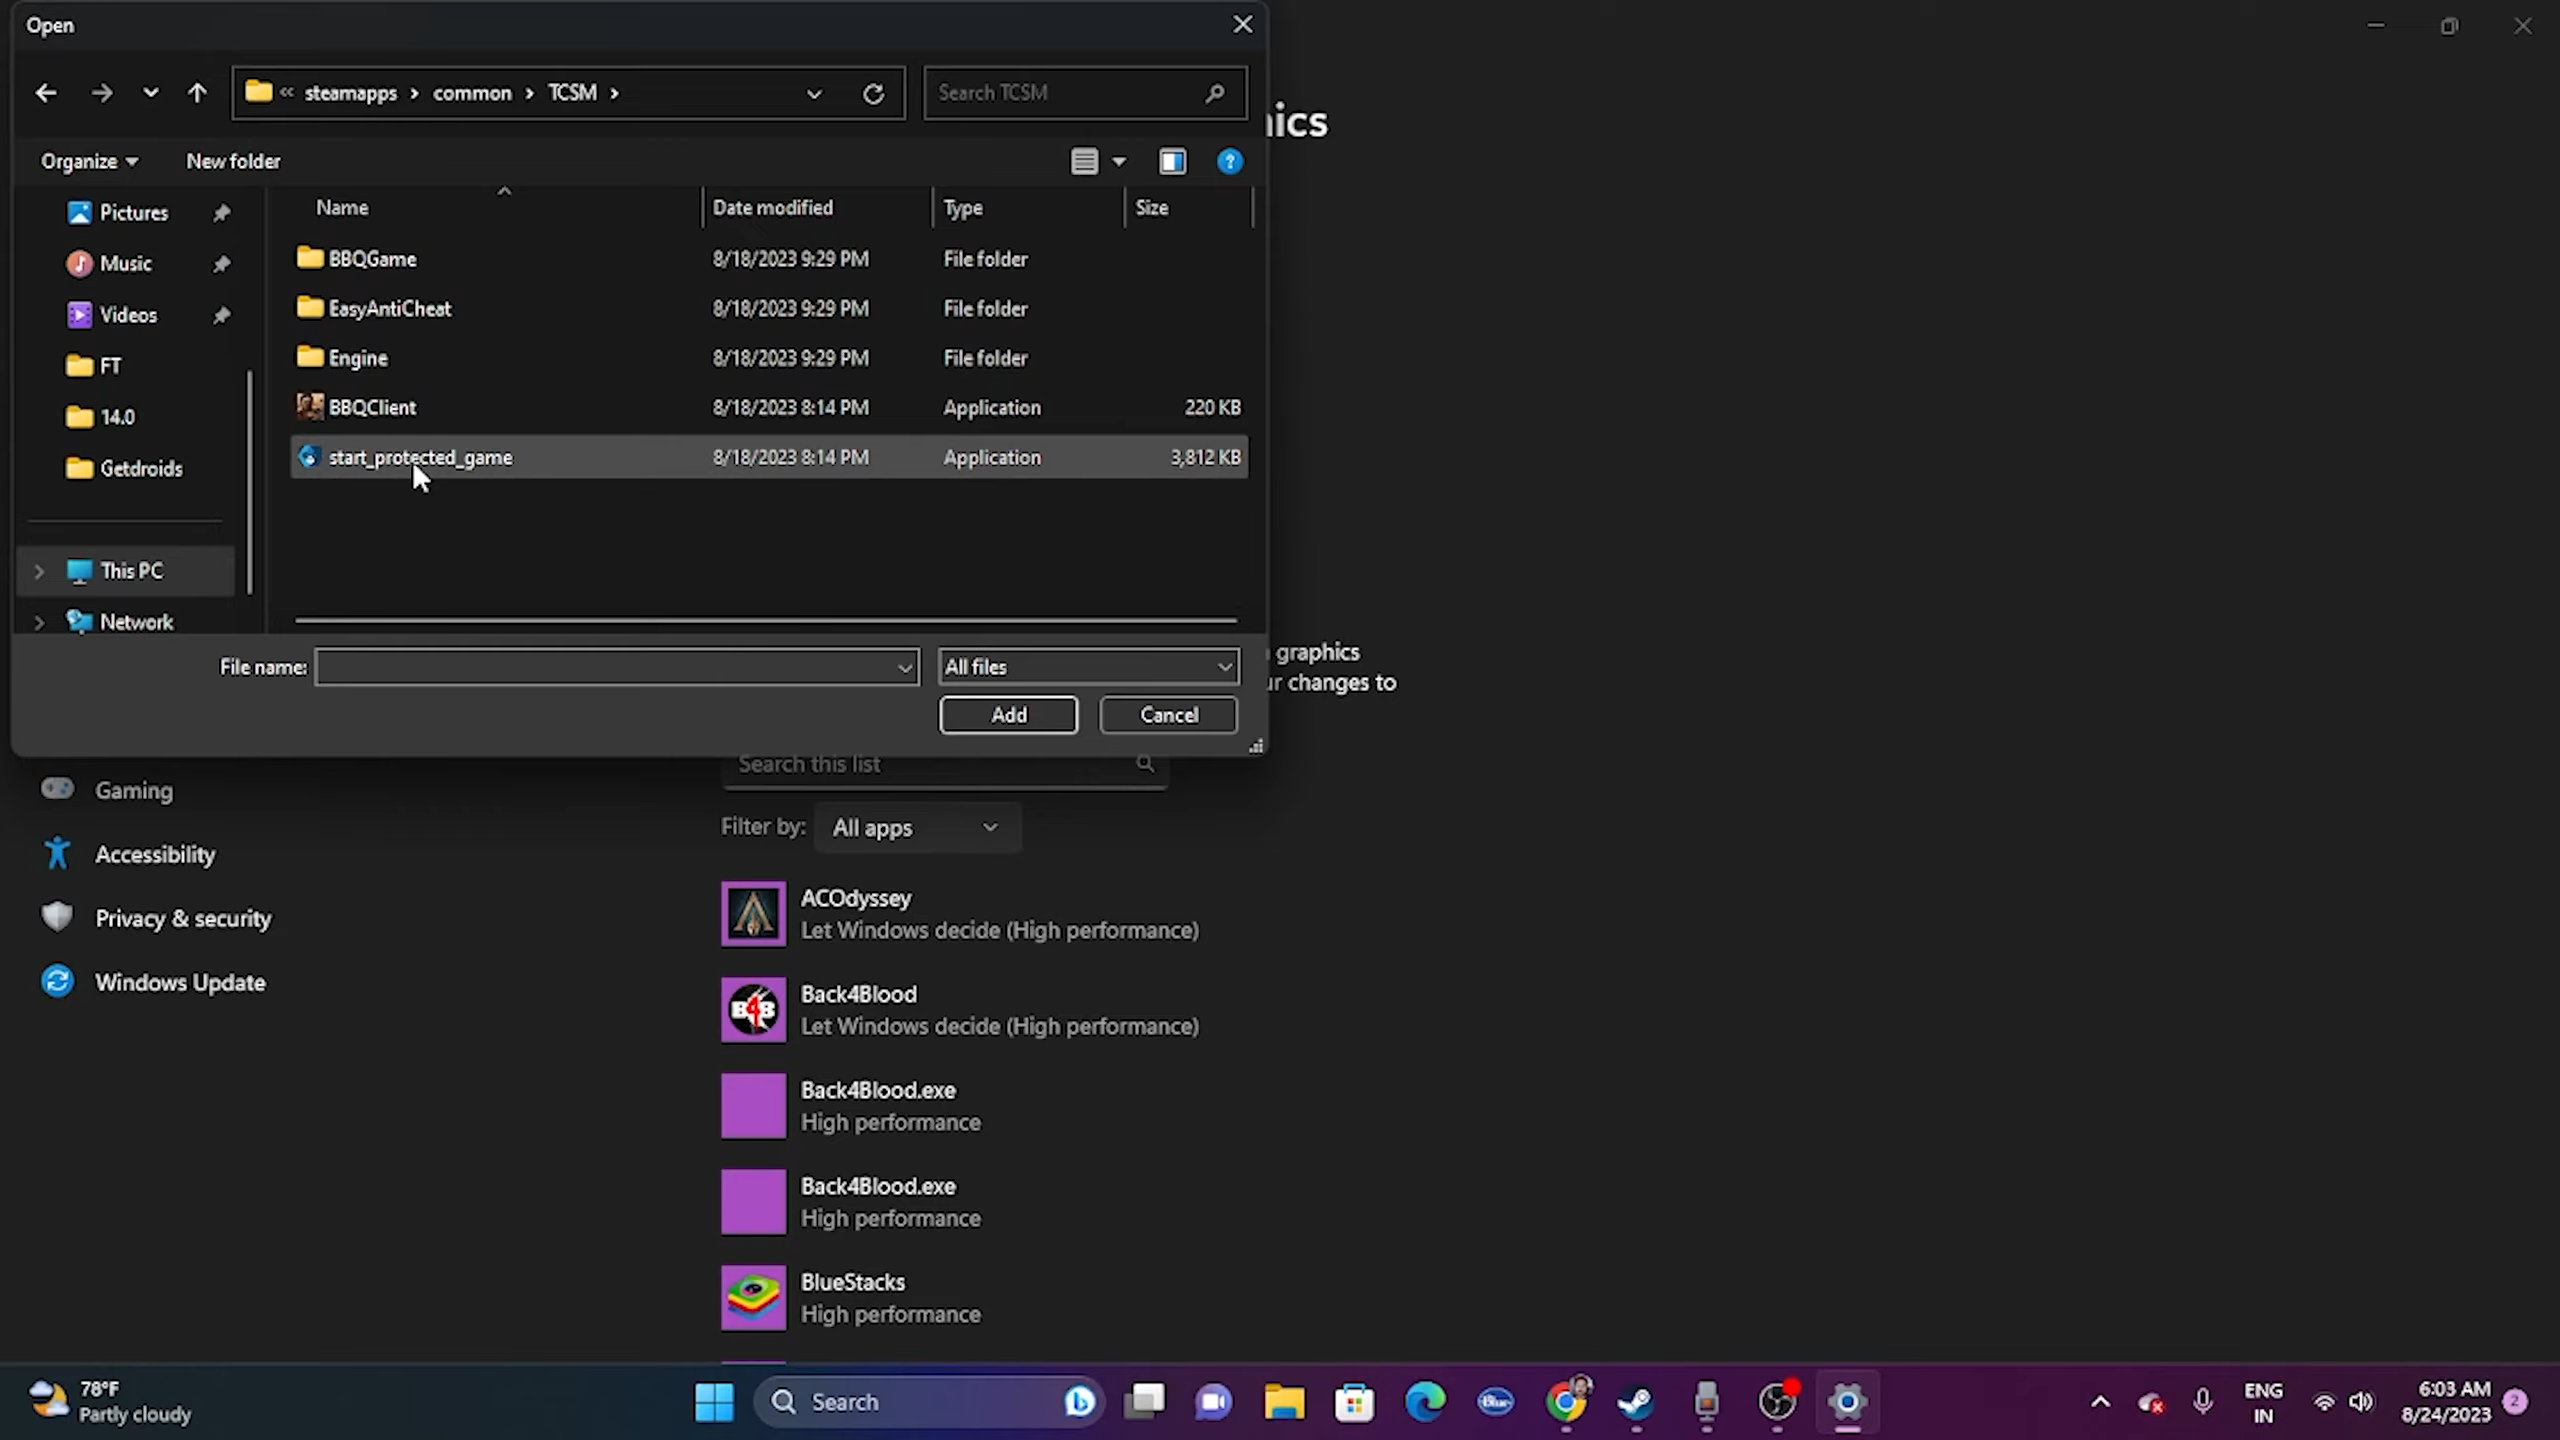 Open
« steamapps > common > TCSM >
Search TCSM
Organize
New folder
Name
Date modified
Type
Size
Pictures
Music
Videos
FT
14.0
Getdroids
This PC
Network
BBQGame 8/18/2023 9:29 PM File folder
EasyAntiCheat 8/18/2023 9:29 PM File folder
Engine 8/18/2023 9:29 PM File folder
BBQClient 8/18/2023 8:14 PM Application 220 KB
start_protected_game 8/18/2023 8:14 PM Application 3,812 KB
File name:
All files
Add
Cancel
ics
graphics
r changes to
Gaming
Accessibility
Privacy & security
Windows Update
Search this list
Filter by: All apps
ACOdyssey
Let Windows decide (High performance)
Back4Blood
Let Windows decide (High performance)
Back4Blood.exe
High performance
Back4Blood.exe
High performance
BlueStacks
High performance
78°F
Partly cloudy
Search
ENG
IN
6:03 AM
8/24/2023
2